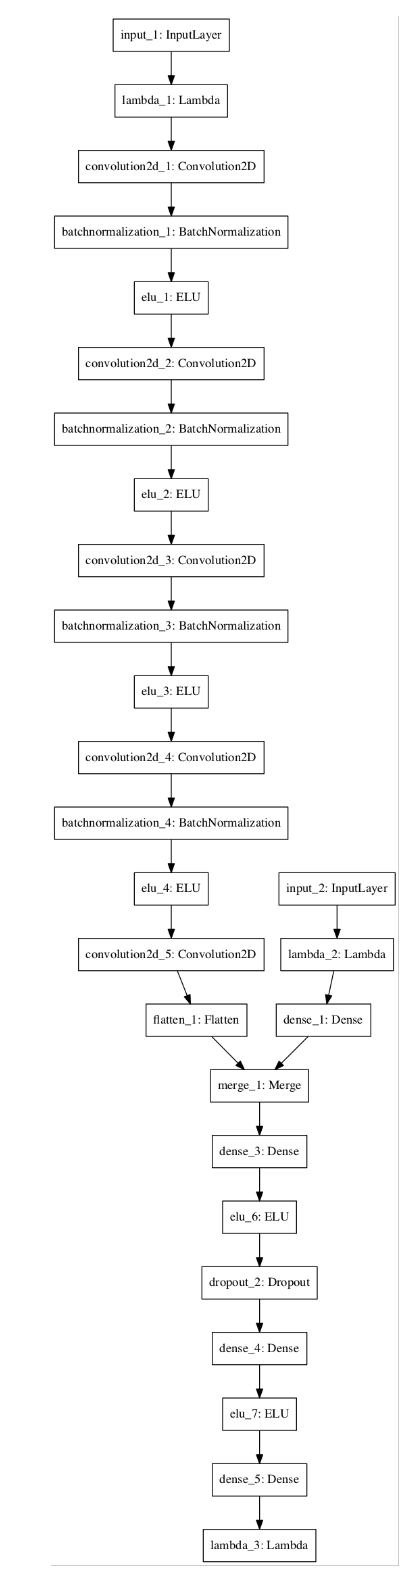 input_1: InputLayer
lambda_1: Lambda
convolution2d_1: Convolution2D
batchnormalization_1: BatchNormalization
elu_1: ELU
convolution2d_2: Convolution2D
batchnormalization_2: BatchNormalization
elu_2: ELU
convolution2d_3: Convolution2D
batchnormalization_3: BatchNormalization
elu_3: ELU
convolution2d_4: Convolution2D
batchnormalization_4: BatchNormalization
elu_4: ELU
input_2: InputLayer
convolution2d_5: Convolution2D
lambda_2: Lambda
flatten_1: Flatten
dense_1: Dense
merge_1: Merge
dense_3: Dense
elu_6: ELU
dropout_2: Dropout
dense_4: Dense
elu_7: ELU
dense_5: Dense
lambda_3: Lambda